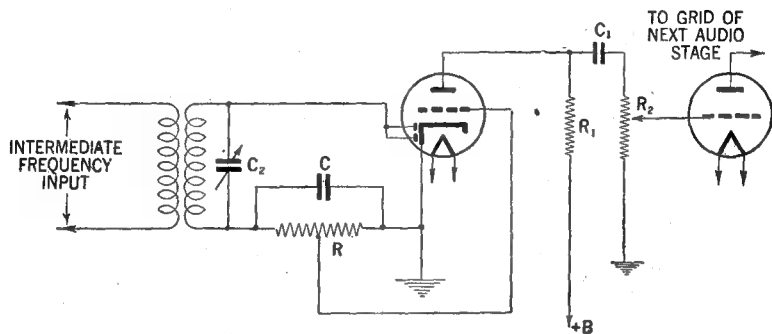 TO GRID OF
NEXT AUDIO
STAGE
C1
R2
R1
INTERMEDIATE
FREQUENCY
INPUT
C2
C
R
+B